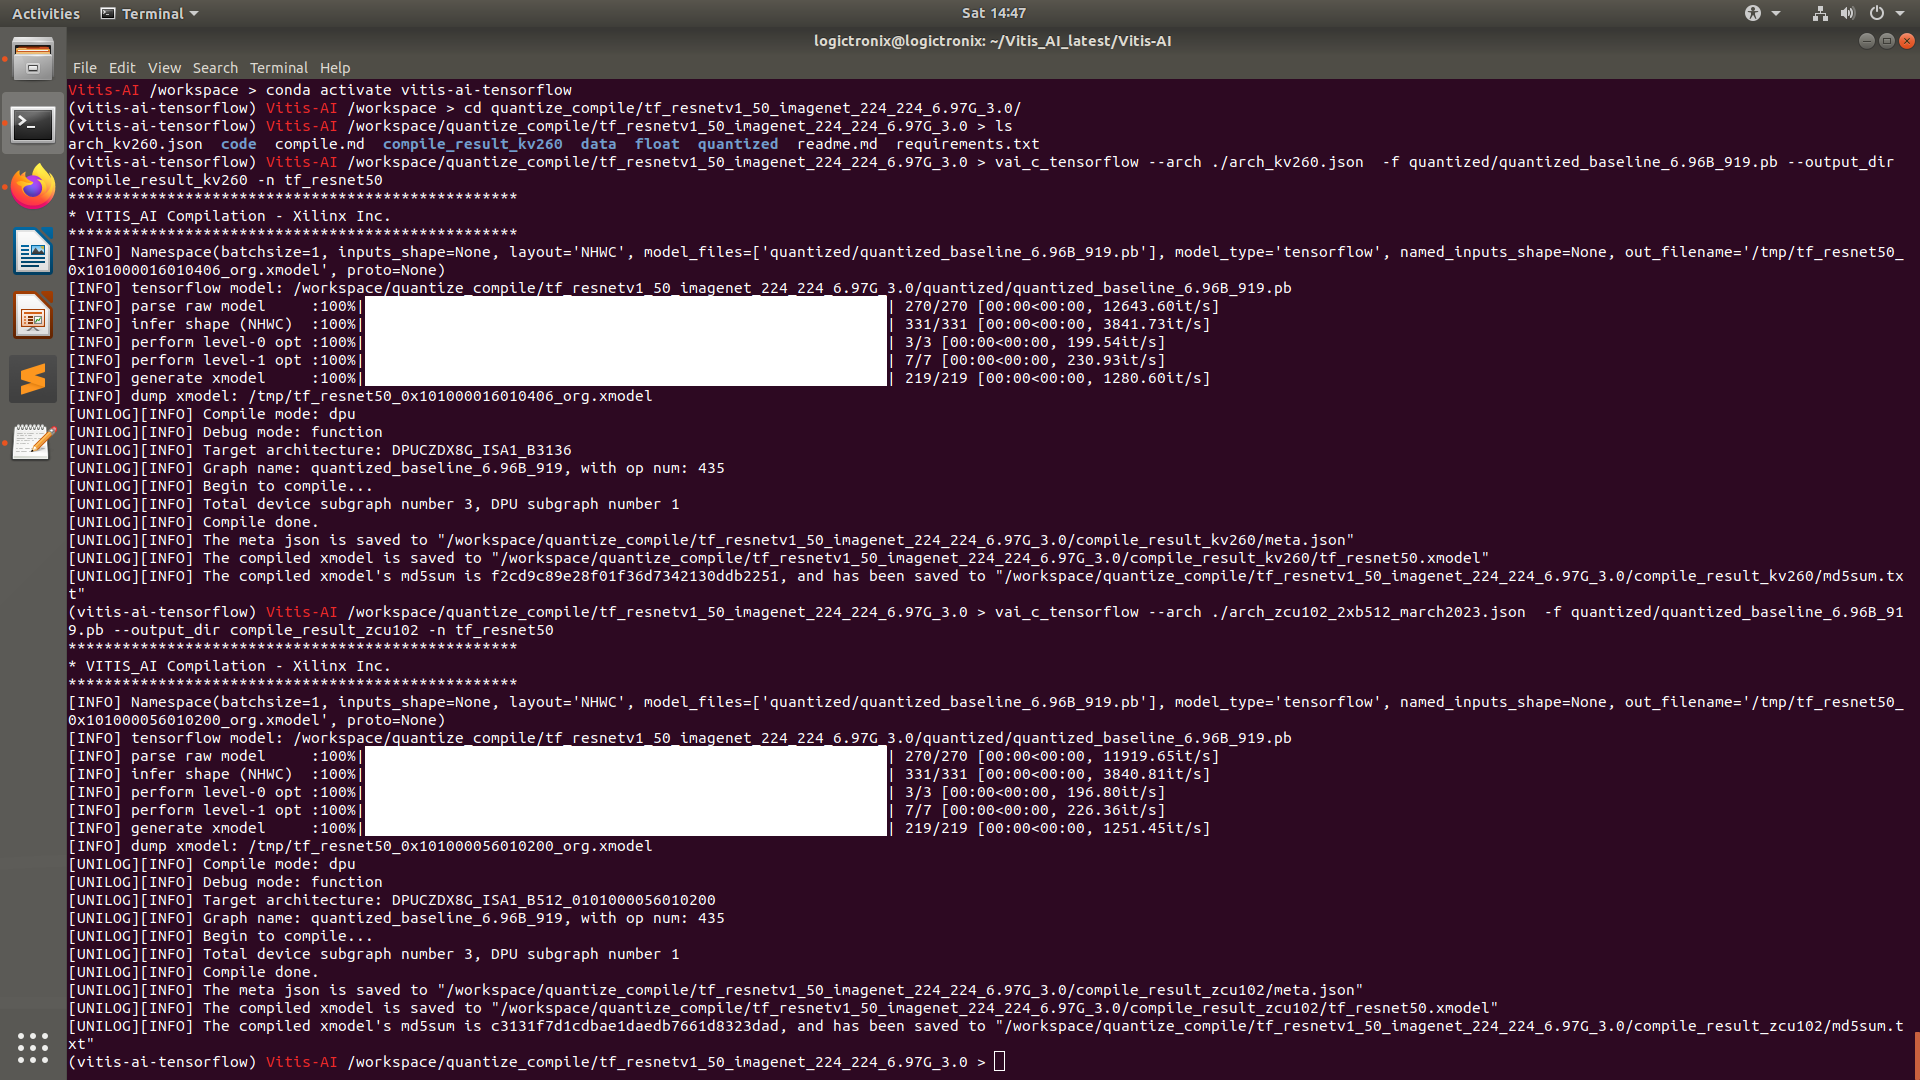 Activities Terminal Sat 14:47
logictronix@logictronix: ~/Vitis_AI_latest/Vitis-AI
File Edit View Search Terminal Help
Vitis-AI /workspace > conda activate vitis-ai-tensorflow
(vitis-ai-tensorflow) Vitis-AI /workspace > cd quantize_compile/tf_resnetv1_50_imagenet_224_224_6.97G_3.0/
(vitis-ai-tensorflow) Vitis-AI /workspace/quantize_compile/tf_resnetv1_50_imagenet_224_224_6.97G_3.0 > ls
arch_kv260.json  code  compile.md  compile_result_kv260  data  float  quantized  readme.md  requirements.txt
(vitis-ai-tensorflow) Vitis-AI /workspace/quantize_compile/tf_resnetv1_50_imagenet_224_224_6.97G_3.0 > vai_c_tensorflow --arch ./arch_kv260.json  -f quantized/quantized_baseline_6.96B_919.pb --output_dir
compile_result_kv260 -n tf_resnet50
**************************************************
* VITIS_AI Compilation - Xilinx Inc.
**************************************************
[INFO] Namespace(batchsize=1, inputs_shape=None, layout='NHWC', model_files=['quantized/quantized_baseline_6.96B_919.pb'], model_type='tensorflow', named_inputs_shape=None, out_filename='/tmp/tf_resnet50_
0x101000016010406_org.xmodel', proto=None)
[INFO] tensorflow model: /workspace/quantize_compile/tf_resnetv1_50_imagenet_224_224_6.97G_3.0/quantized/quantized_baseline_6.96B_919.pb
[INFO] parse raw model     :100%| | 270/270 [00:00<00:00, 12643.60it/s]
[INFO] infer shape (NHWC)  :100%| | 331/331 [00:00<00:00, 3841.73it/s]
[INFO] perform level-0 opt :100%| | 3/3 [00:00<00:00, 199.54it/s]
[INFO] perform level-1 opt :100%| | 7/7 [00:00<00:00, 230.93it/s]
[INFO] generate xmodel     :100%| | 219/219 [00:00<00:00, 1280.60it/s]
[INFO] dump xmodel: /tmp/tf_resnet50_0x101000016010406_org.xmodel
[UNILOG][INFO] Compile mode: dpu
[UNILOG][INFO] Debug mode: function
[UNILOG][INFO] Target architecture: DPUCZDX8G_ISA1_B3136
[UNILOG][INFO] Graph name: quantized_baseline_6.96B_919, with op num: 435
[UNILOG][INFO] Begin to compile...
[UNILOG][INFO] Total device subgraph number 3, DPU subgraph number 1
[UNILOG][INFO] Compile done.
[UNILOG][INFO] The meta json is saved to "/workspace/quantize_compile/tf_resnetv1_50_imagenet_224_224_6.97G_3.0/compile_result_kv260/meta.json"
[UNILOG][INFO] The compiled xmodel is saved to "/workspace/quantize_compile/tf_resnetv1_50_imagenet_224_224_6.97G_3.0/compile_result_kv260/tf_resnet50.xmodel"
[UNILOG][INFO] The compiled xmodel's md5sum is f2cd9c89e28f01f36d7342130ddb2251, and has been saved to "/workspace/quantize_compile/tf_resnetv1_50_imagenet_224_224_6.97G_3.0/compile_result_kv260/md5sum.tx
t"
(vitis-ai-tensorflow) Vitis-AI /workspace/quantize_compile/tf_resnetv1_50_imagenet_224_224_6.97G_3.0 > vai_c_tensorflow --arch ./arch_zcu102_2xb512_march2023.json  -f quantized/quantized_baseline_6.96B_91
9.pb --output_dir compile_result_zcu102 -n tf_resnet50
**************************************************
* VITIS_AI Compilation - Xilinx Inc.
**************************************************
[INFO] Namespace(batchsize=1, inputs_shape=None, layout='NHWC', model_files=['quantized/quantized_baseline_6.96B_919.pb'], model_type='tensorflow', named_inputs_shape=None, out_filename='/tmp/tf_resnet50_
0x101000056010200_org.xmodel', proto=None)
[INFO] tensorflow model: /workspace/quantize_compile/tf_resnetv1_50_imagenet_224_224_6.97G_3.0/quantized/quantized_baseline_6.96B_919.pb
[INFO] parse raw model     :100%| | 270/270 [00:00<00:00, 11919.65it/s]
[INFO] infer shape (NHWC)  :100%| | 331/331 [00:00<00:00, 3840.81it/s]
[INFO] perform level-0 opt :100%| | 3/3 [00:00<00:00, 196.80it/s]
[INFO] perform level-1 opt :100%| | 7/7 [00:00<00:00, 226.36it/s]
[INFO] generate xmodel     :100%| | 219/219 [00:00<00:00, 1251.45it/s]
[INFO] dump xmodel: /tmp/tf_resnet50_0x101000056010200_org.xmodel
[UNILOG][INFO] Compile mode: dpu
[UNILOG][INFO] Debug mode: function
[UNILOG][INFO] Target architecture: DPUCZDX8G_ISA1_B512_0101000056010200
[UNILOG][INFO] Graph name: quantized_baseline_6.96B_919, with op num: 435
[UNILOG][INFO] Begin to compile...
[UNILOG][INFO] Total device subgraph number 3, DPU subgraph number 1
[UNILOG][INFO] Compile done.
[UNILOG][INFO] The meta json is saved to "/workspace/quantize_compile/tf_resnetv1_50_imagenet_224_224_6.97G_3.0/compile_result_zcu102/meta.json"
[UNILOG][INFO] The compiled xmodel is saved to "/workspace/quantize_compile/tf_resnetv1_50_imagenet_224_224_6.97G_3.0/compile_result_zcu102/tf_resnet50.xmodel"
[UNILOG][INFO] The compiled xmodel's md5sum is c3131f7d1cdbae1daedb7661d8323dad, and has been saved to "/workspace/quantize_compile/tf_resnetv1_50_imagenet_224_224_6.97G_3.0/compile_result_zcu102/md5sum.t
xt"
(vitis-ai-tensorflow) Vitis-AI /workspace/quantize_compile/tf_resnetv1_50_imagenet_224_224_6.97G_3.0 >